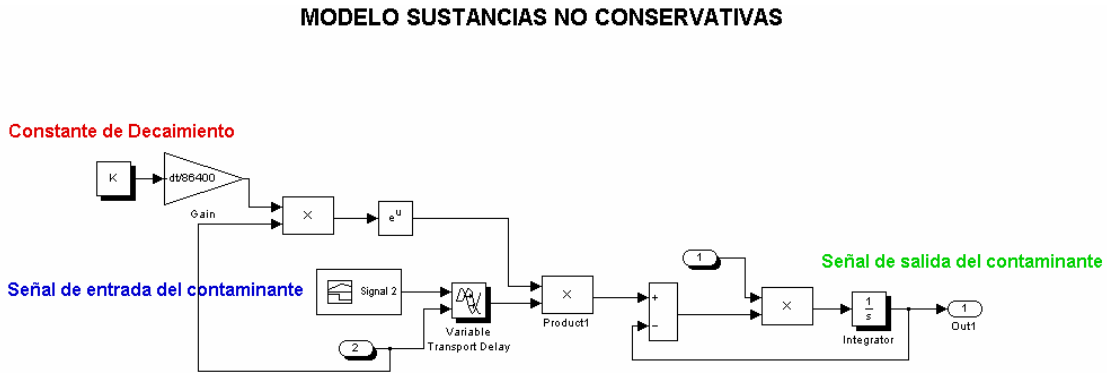 MODELO SUSTANCIAS NO CONSERVATIVAS
Constante de Decaimiento
K
dt/86400
Gain
×
e^u
Señal de entrada del contaminante
Signal 2
Variable
Transport Delay
2
×
Product1
1
+
−
×
Señal de salida del contaminante
1
s
Integrator
1
Out1